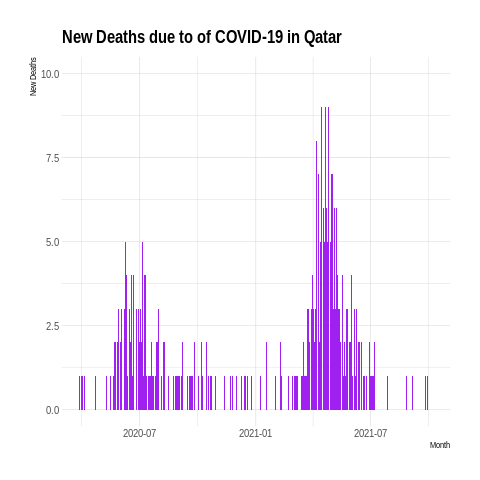 New Deaths due to of COVID-19 in Qatar
New Deaths
10.0
7.5
5.0
2.5
0.0
2020-07
2021-01
2021-07
Month